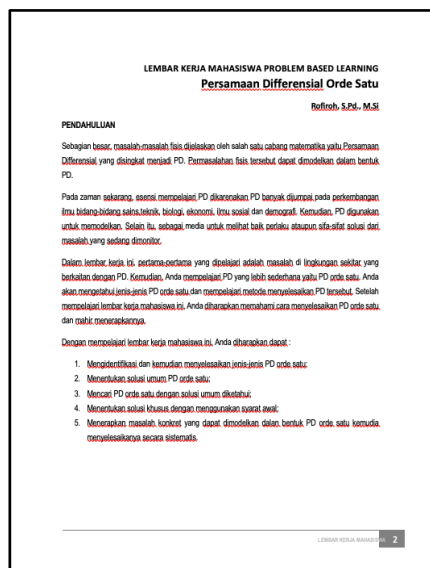 LEMBAR KERJA MAHASISWA PROBLEM BASED LEARNING
Persamaan Differensial Orde Satu
Rofiroh, S.Pd., M.Si
PENDAHULUAN
Sebagian besar, masalah-masalah fisis dijelaskan oleh salah satu cabang matematika yaitu Persamaan
Differensial yang disingkat menjadi PD. Permasalahan fisis tersebut dapat dimodelkan dalam bentuk
PD.
Pada zaman sekarang, esensi mempelajari PD dikarenakan PD banyak dijumpai pada perkembangan
ilmu bidang-bidang sains,teknik, biologi, ekonomi, ilmu sosial dan demografi. Kemudian, PD digunakan
untuk memodelkan. Selain itu, sebagai media untuk melihat baik perlaku ataupun sifa-sifat solusi dari
masalah yang sedang dimonitor.
Dalam lembar kerja ini, pertama-pertama yang dipelajari adalah masalah di lingkungan sekitar yang
berkaitan dengan PD. Kemudian, Anda mempelajari PD yang lebih sederhana yaitu PD orde satu. Anda
akan mengetahui jenis-jenis PD orde satu dan mempelajari metode menyelesaikan PD tersebut. Setelah
mempelajari lembar kerja mahasiswa ini, Anda diharapkan memahami cara menyelesaikan PD orde satu
dan mahir menerapkannya.
Dengan mempelajari lembar kerja mahasiswa ini, Anda diharapkan dapat :
1. Mengidentifikasi dan kemudian menyelesaikan jenis-jenis PD orde satu;
2. Menentukan solusi umum PD orde satu;
3. Mencari PD orde satu dengan solusi umum diketahui;
4. Menentukan solusi khusus dengan menggunakan syarat awal;
5. Menerapkan masalah konkret yang dapat dimodelkan dalan bentuk PD orde satu kemudia
menyelesaikanya secara sistematis.
LEMBAR KERJA MAHASISWA 2